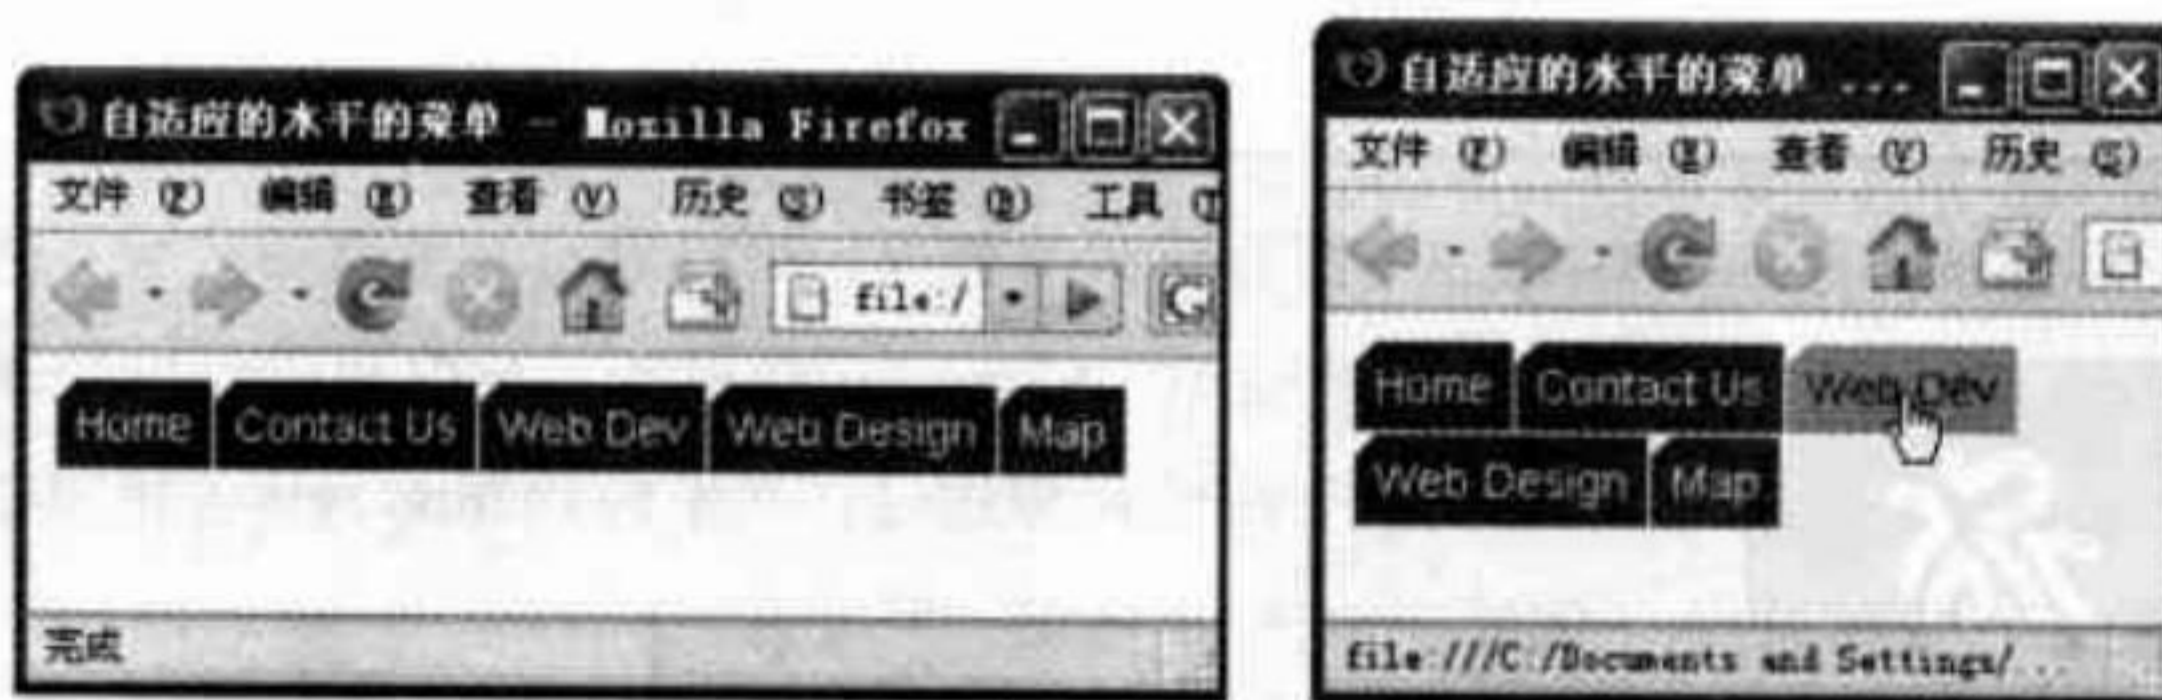 自适应的水平的菜单 - Mozilla Firefox
文件 (F) 编辑 (E) 查看 (V) 历史 (S) 书签 (B) 工具 (T
file:/
Home Contact Us Web Dev Web Design Map
完成
自适应的水平的菜单 ...
文件 (F) 编辑 (E) 查看 (V) 历史 (S)
Home Contact Us Web Dev
Web Design Map
file:///C:/Documents and Settings/...